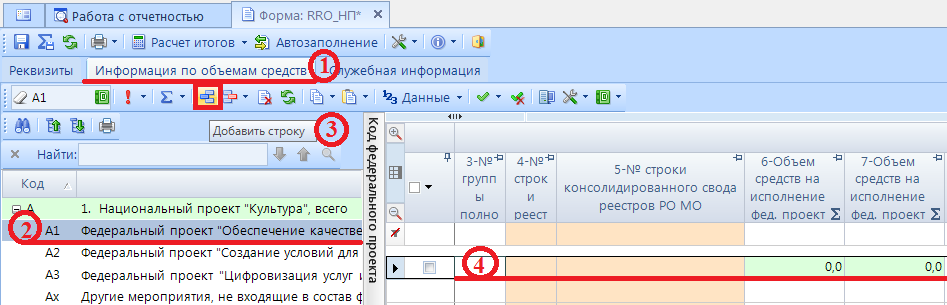 Работа с отчетностью
Форма: RRO_НП*
Расчет итогов
Автозаполнение
Реквизиты
Информация по объемам средств
1
Служебная информация
A1
Данные
Добавить строку
3
Найти:
Код
А
1. Национальный проект "Культура", всего
2
A1
Федеральный проект "Обеспечение качестве
A2
Федеральный проект "Создание условий для
A3
Федеральный проект "Цифровизация услуг и
Ax
Другие мероприятия, не входящие в состав ф
Код федерального проекта
3-№
групп
ы
полно
4-№
строк
и
реест
5-№ строки
консолидированного свода
реестров РО МО
6-Объем
средств на
исполнение
фед. проект Σ
7-Объем
средств на
исполнение
фед. проект Σ
4
0,0
0,0